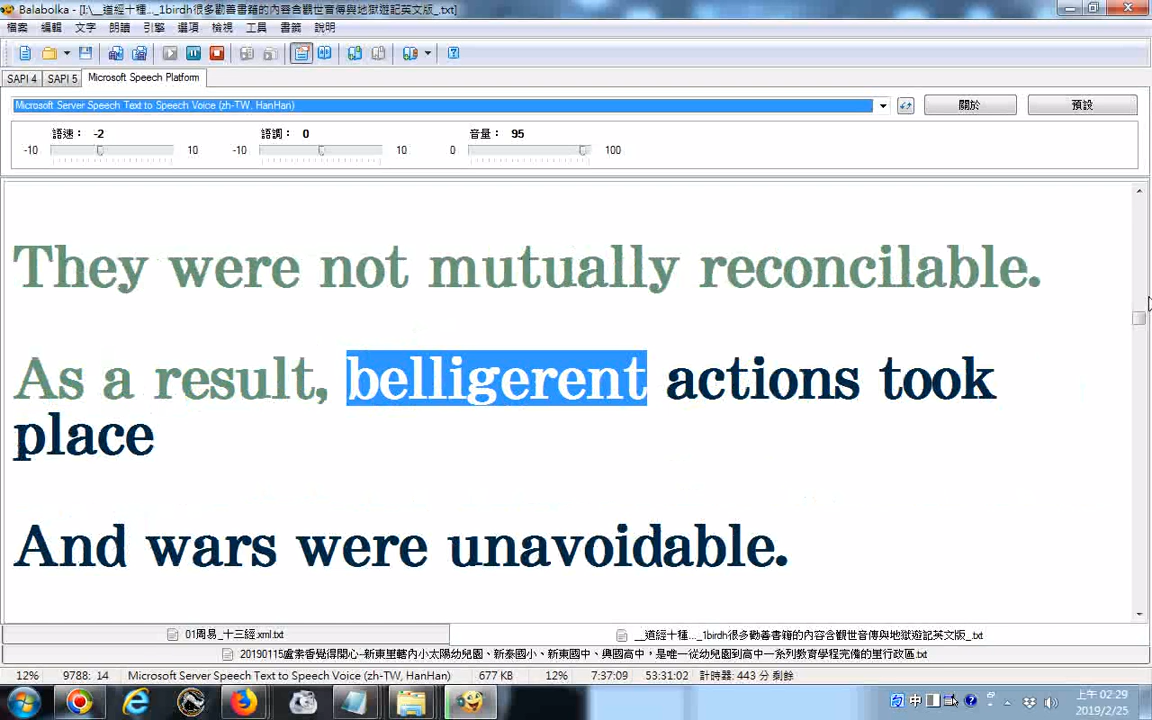 Balabolka - [I:\__道經十種..._1birdh很多勸善書籍的內容含觀世音傳與地獄遊記英文版_.txt]
檔案 編輯 文字 朗讀 引擎 選項 檢視 工具 書籤 說明
SAPI 4 SAPI 5 Microsoft Speech Platform
Microsoft Server Speech Text to Speech Voice (zh-TW, HanHan) 關於 預設
語速： -2 語調： 0 音量： 95
-10 10 -10 10 0 100
They were not mutually reconcilable.
As a result, belligerent actions took
place
And wars were unavoidable.
01周易_十三經.xml.txt __道經十種..._1birdh很多勸善書籍的內容含觀世音傳與地獄遊記英文版_.txt
20190115盧素香覺得開心-新東里轄內小太陽幼兒園、新泰國小、新東國中、興國高中，是唯一從幼兒園到高中一系列教育學程完備的里行政區.txt
12% 9788: 14 Microsoft Server Speech Text to Speech Voice (zh-TW, HanHan) 677 KB 12% 7:37:09 53:31:02 計時器: 443 分 剩餘
中 上午 02:29
2019/2/25